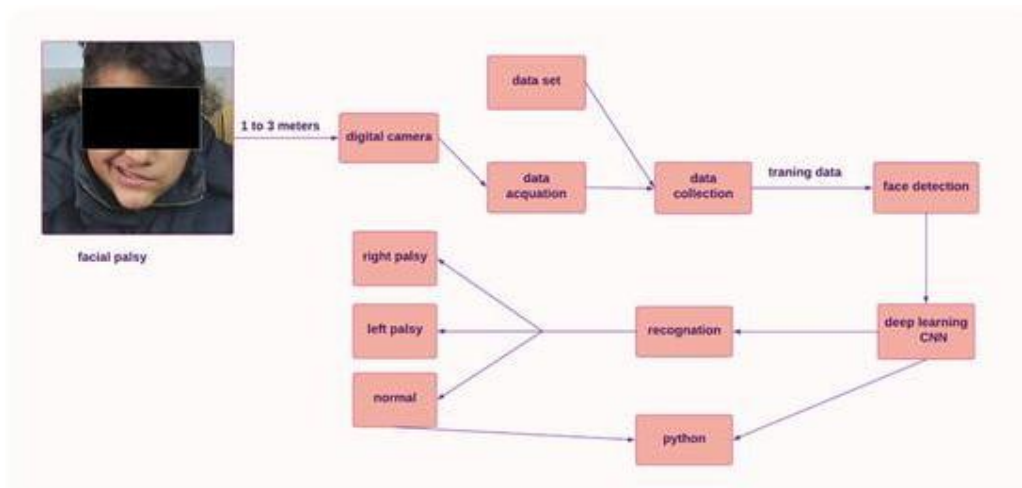 data set
1 to 3 meters
digital camera
data
acquation
data
collection
traning data
face detection
facial palsy
right palsy
left palsy
normal
recognation
deep learning
CNN
python